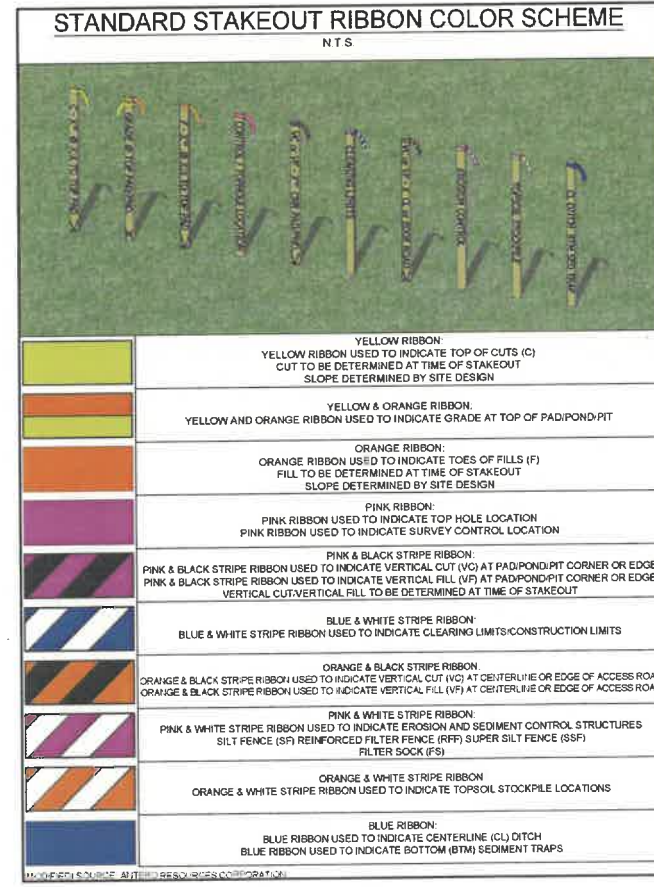 STANDARD STAKEOUT RIBBON COLOR SCHEME
N.T.S
YELLOW RIBBON:
YELLOW RIBBON USED TO INDICATE TOP OF CUTS (C)
CUT TO BE DETERMINED AT TIME OF STAKEOUT
SLOPE DETERMINED BY SITE DESIGN
YELLOW & ORANGE RIBBON:
YELLOW AND ORANGE RIBBON USED TO INDICATE GRADE AT TOP OF PAD/POND/PIT
ORANGE RIBBON:
ORANGE RIBBON USED TO INDICATE TOES OF FILLS (F)
FILL TO BE DETERMINED AT TIME OF STAKEOUT
SLOPE DETERMINED BY SITE DESIGN
PINK RIBBON:
PINK RIBBON USED TO INDICATE TOP HOLE LOCATION
PINK RIBBON USED TO INDICATE SURVEY CONTROL LOCATION
PINK & BLACK STRIPE RIBBON:
PINK & BLACK STRIPE RIBBON USED TO INDICATE VERTICAL CUT (VC) AT PAD/POND/PIT CORNER OR EDGE
PINK & BLACK STRIPE RIBBON USED TO INDICATE VERTICAL FILL (VF) AT PAD/POND/PIT CORNER OR EDGE
VERTICAL CUT/VERTICAL FILL TO BE DETERMINED AT TIME OF STAKEOUT
BLUE & WHITE STRIPE RIBBON:
BLUE & WHITE STRIPE RIBBON USED TO INDICATE CLEARING LIMITS/CONSTRUCTION LIMITS
ORANGE & BLACK STRIPE RIBBON.
ORANGE & BLACK STRIPE RIBBON USED TO INDICATE VERTICAL CUT (VC) AT CENTERLINE OR EDGE OF ACCESS ROA
ORANGE & BLACK STRIPE RIBBON USED TO INDICATE VERTICAL FILL (VF) AT CENTERLINE OR EDGE OF ACCESS ROA
PINK & WHITE STRIPE RIBBON:
PINK & WHITE STRIPE RIBBON USED TO INDICATE EROSION AND SEDIMENT CONTROL STRUCTURES
SILT FENCE (SF) REINFORCED FILTER FENCE (RFF) SUPER SILT FENCE (SSF)
FILTER SOCK (FS)
ORANGE & WHITE STRIPE RIBBON
ORANGE & WHITE STRIPE RIBBON USED TO INDICATE TOPSOIL STOCKPILE LOCATIONS
BLUE RIBBON:
BLUE RIBBON USED TO INDICATE CENTERLINE (CL) DITCH
BLUE RIBBON USED TO INDICATE BOTTOM (BTM) SEDIMENT TRAPS
(MODIFIED) SOURCE: ANTERO RESOURCES CORPORATION